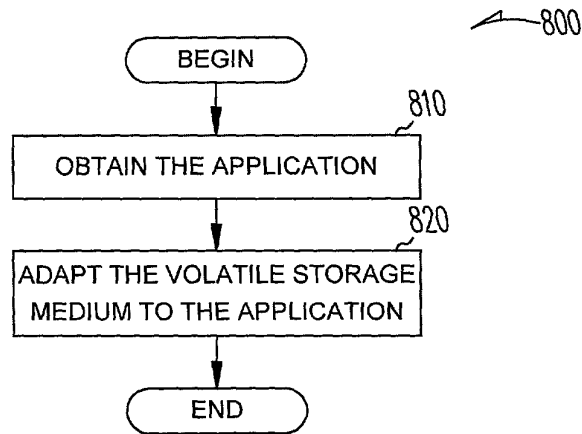 800
BEGIN
810
OBTAIN THE APPLICATION
820
ADAPT THE VOLATILE STORAGE
MEDIUM TO THE APPLICATION
END